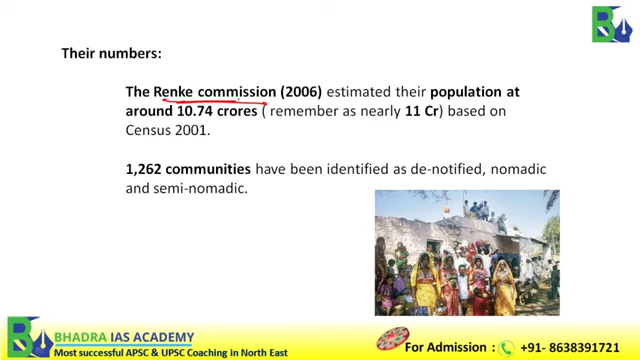 Their numbers:
The Renke commission (2006) estimated their population at
around 10.74 crores ( remember as nearly 11 Cr) based on
Census 2001.
1,262 communities have been identified as de-notified, nomadic
and semi-nomadic.
BHADRA IAS ACADEMY
Most successful APSC & UPSC Coaching in North East
For Admission : +91- 8638391721